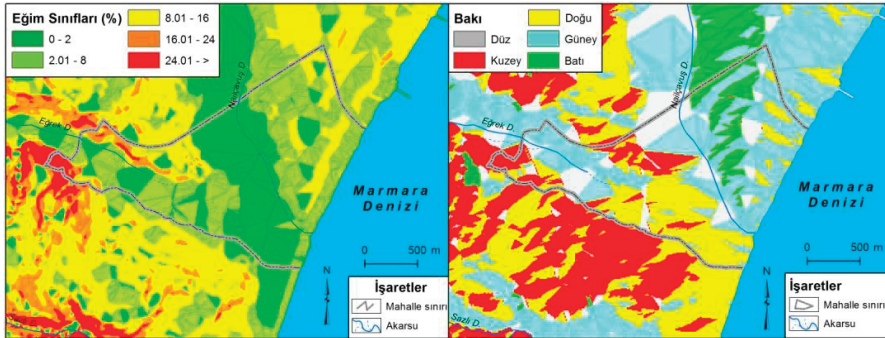 Eğim Sınıfları (%)
0 - 2
2.01 - 8
8.01 - 16
16.01 - 24
24.01 - >
Nailçavuş D.
Eğrek D.
Marmara
Denizi
0 500 m
N
İşaretler
Mahalle sınırı
Akarsu
Bakı
Düz
Kuzey
Doğu
Güney
Batı
Nailçavuş D.
Eğrek D.
Sazlı D.
Marmara
Denizi
0 500 m
N
İşaretler
Mahalle sınırı
Akarsu